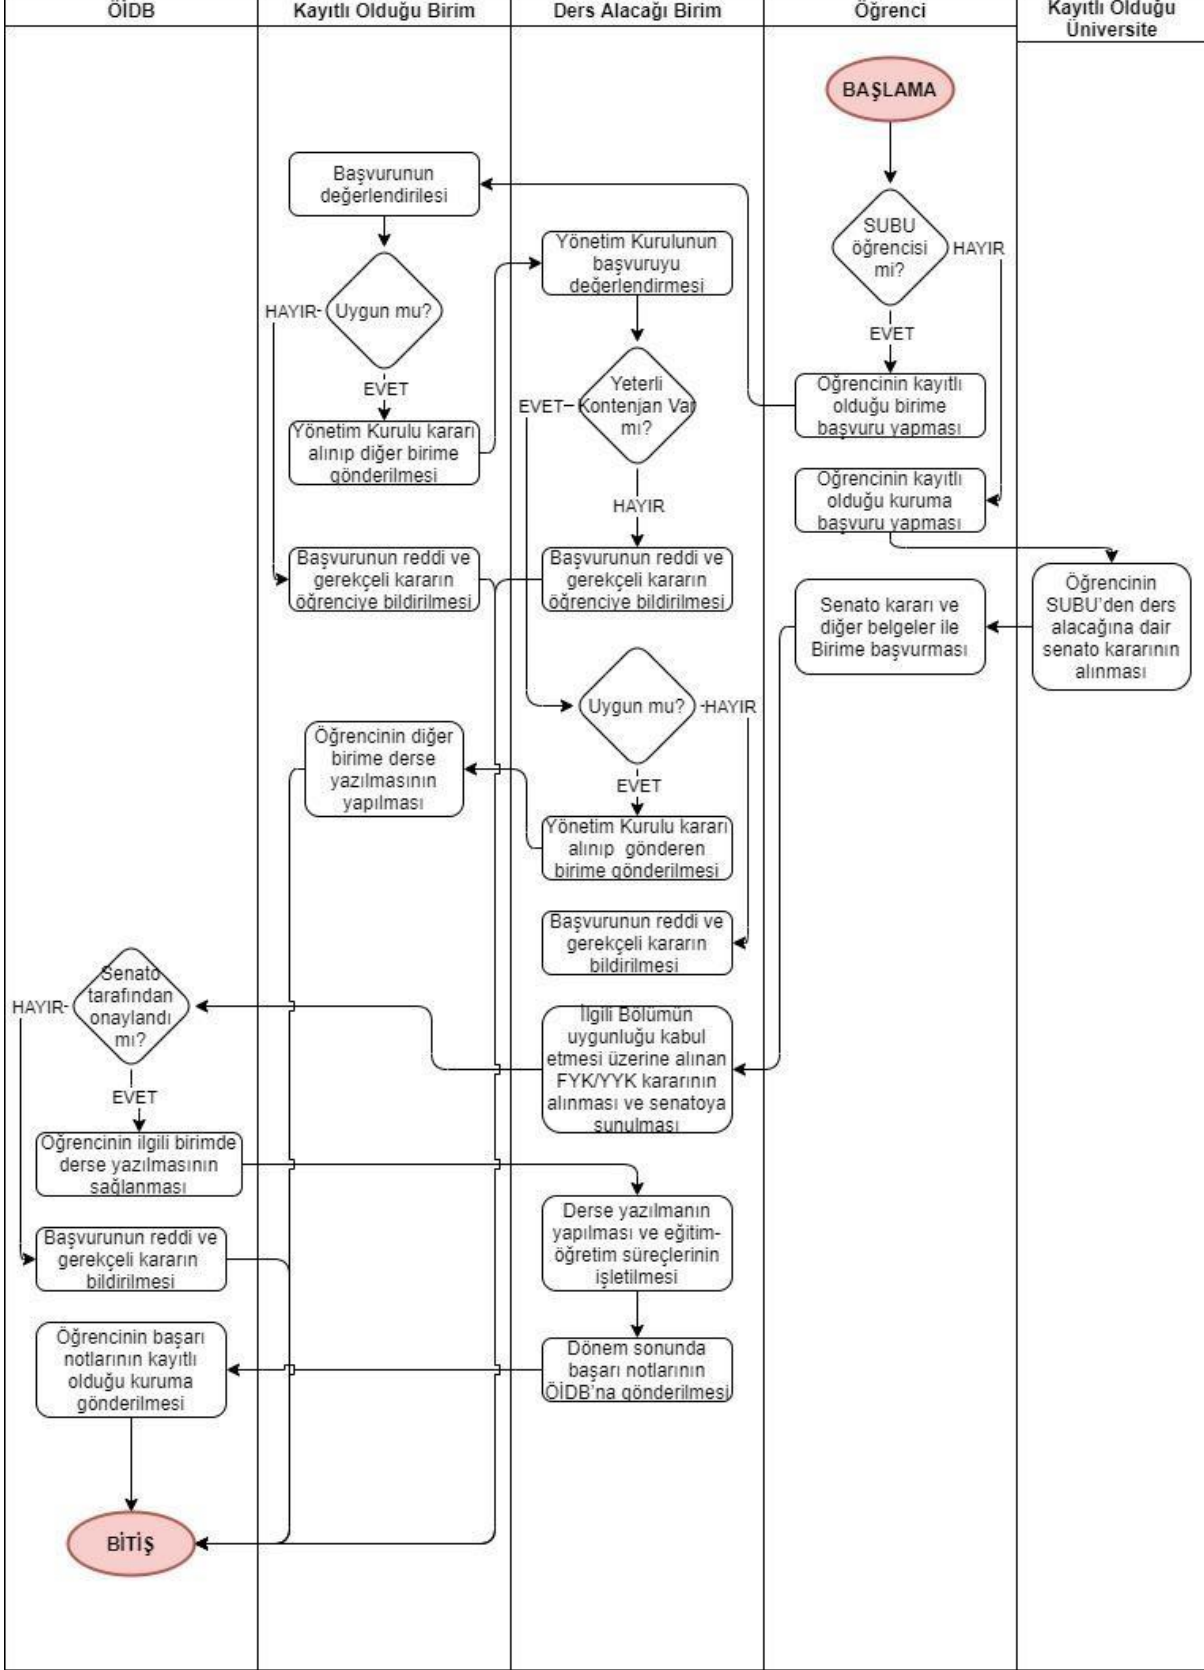 ÖİDB
Kayıtlı Olduğu Birim
Ders Alacağı Birim
Öğrenci
Kayıtlı Olduğu
Üniversite
BAŞLAMA
SUBU
öğrencisi
mi?
HAYIR
EVET
Öğrencinin kayıtlı
olduğu birime
başvuru yapması
Öğrencinin kayıtlı
olduğu kuruma
başvuru yapması
Öğrencinin
SUBU'den ders
alacağına dair
senato kararının
alınması
Senato kararı ve
diğer belgeler ile
Birime başvurması
Başvurunun
değerlendirilesi
Uygun mu?
HAYIR
EVET
Yönetim Kurulu kararı
alınıp diğer birime
gönderilmesi
Başvurunun reddi ve
gerekçeli kararın
öğrenciye bildirilmesi
Yönetim Kurulunun
başvuruyu
değerlendirmesi
Yeterli
Kontenjan Var
mı?
EVET
HAYIR
Başvurunun reddi ve
gerekçeli kararın
öğrenciye bildirilmesi
Uygun mu?
HAYIR
EVET
Yönetim Kurulu kararı
alınıp gönderen
birime gönderilmesi
Öğrencinin diğer
birime derse
yazılmasının
yapılması
Başvurunun reddi ve
gerekçeli kararın
bildirilmesi
İlgili Bölümün
uygunluğu kabul
etmesi üzerine alınan
FYK/YYK kararının
alınması ve senatoya
sunulması
Senato
tarafından
onaylandı
mı?
HAYIR
EVET
Öğrencinin ilgili birimde
derse yazılmasının
sağlanması
Başvurunun reddi ve
gerekçeli kararın
bildirilmesi
Derse yazılmanın
yapılması ve eğitim-
öğretim süreçlerinin
işletilmesi
Dönem sonunda
başarı notlarının
ÖİDB'na gönderilmesi
Öğrencinin başarı
notlarının kayıtlı
olduğu kuruma
gönderilmesi
BİTİŞ